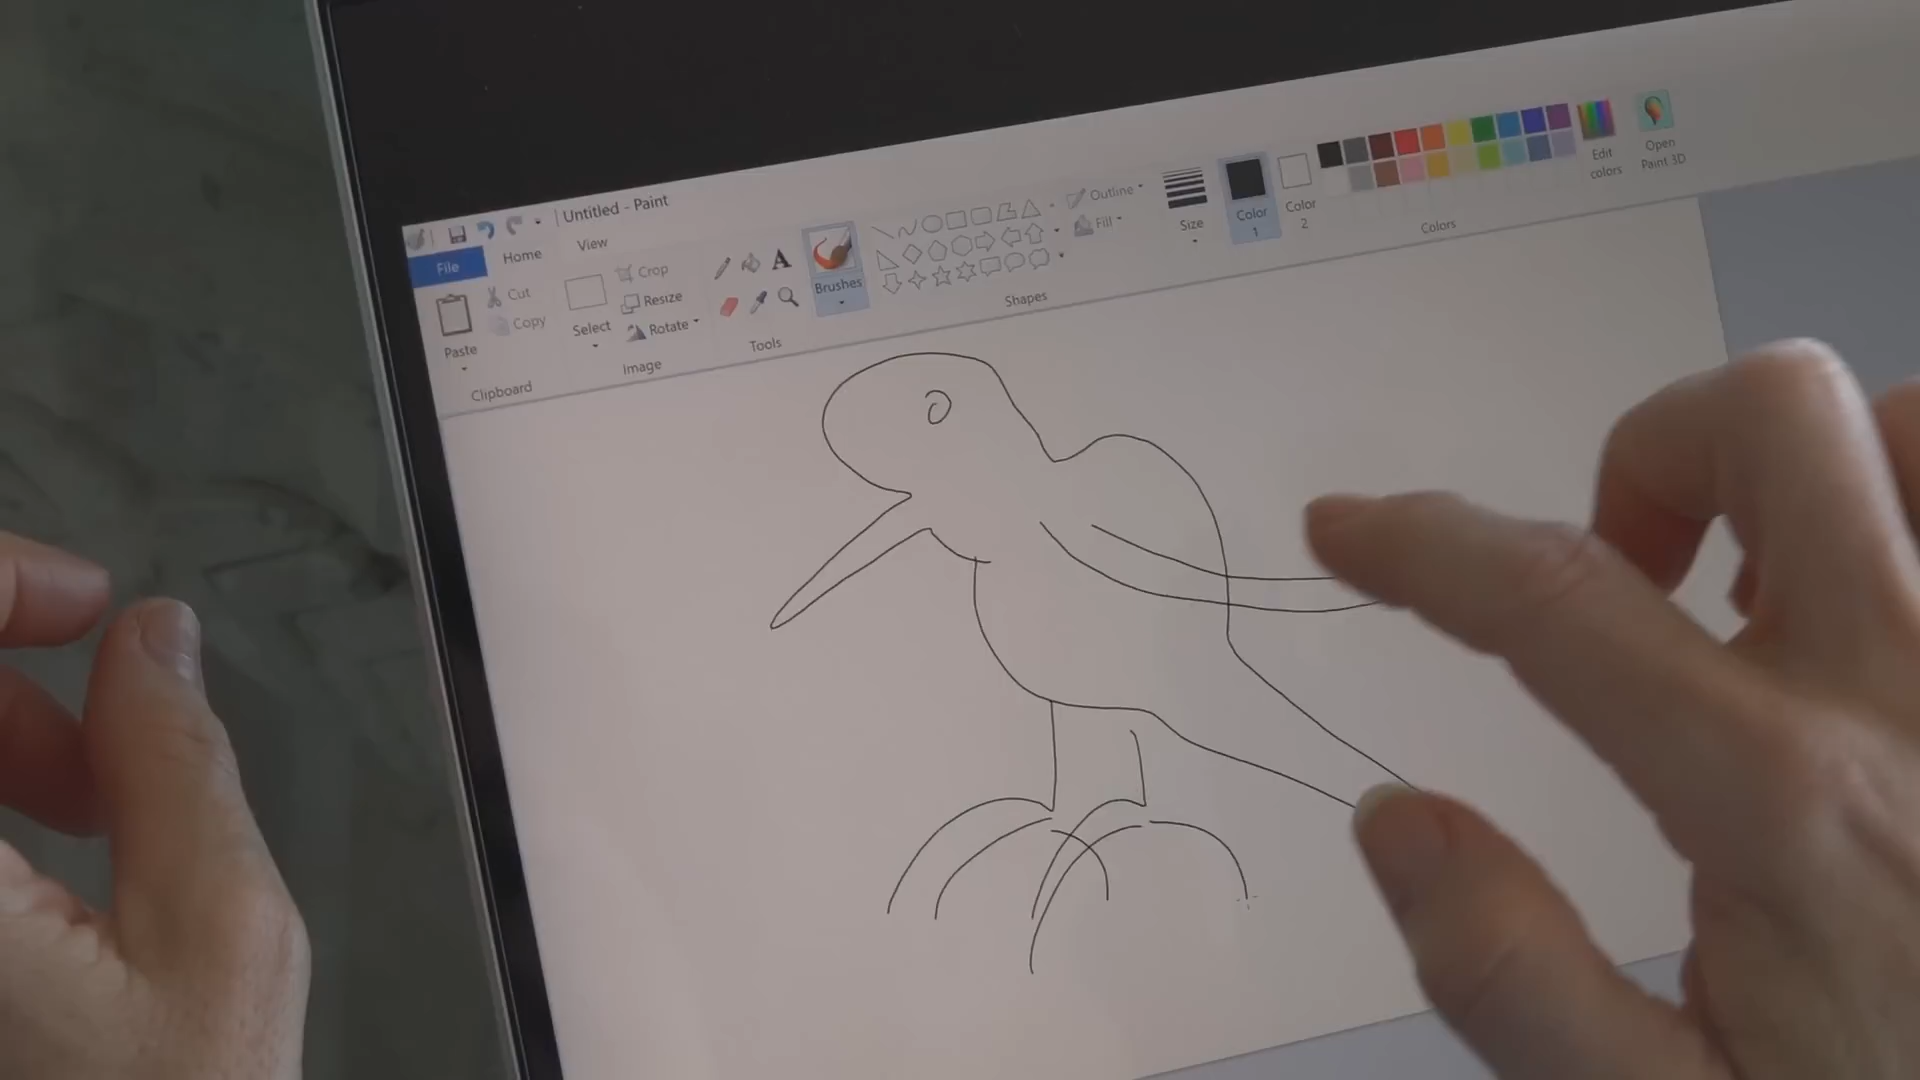 Untitled - Paint
File
Home
View
Paste
Cut
Copy
Clipboard
Select
Crop
Resize
Rotate
Image
A
Tools
Brushes
Shapes
Outline
Fill
Size
Color
1
Color
2
Colors
Edit
colors
Open
Paint 3D